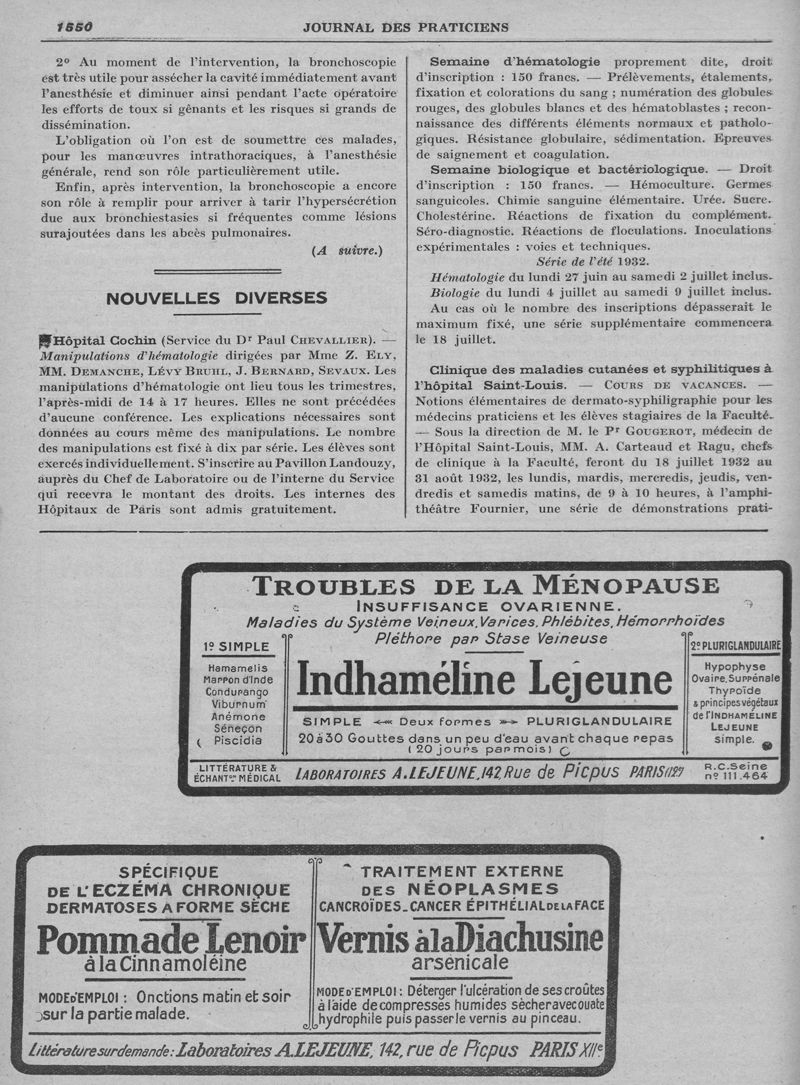 1550
JOURNAL DES PRATICIENS
2º Au moment de l'intervention, la bronchoscopie
est très utile pour assécher la cavité immédiatement avant
l'anesthésie et diminuer ainsi pendant l'acte opératoire
les efforts de toux si gênants et les risques si grands de
dissémination.
L'obligation où l'on est de soumettre ces malades,
pour les manœuvres intrathoraciques, à l'anesthésie
générale, rend son rôle particulièrement utile.
Enfin, après intervention, la bronchoscopie a encore
son rôle à remplir pour arriver à tarir l'hypersécrétion
due aux bronchiestasies si fréquentes comme lésions
surajoutées dans les abcès pulmonaires.
(A suivre.)
NOUVELLES DIVERSES
Hôpital Cochin (Service du Dr Paul CHEVALLIER). —
Manipulations d'hématologie dirigées par Mme Z. ELY,
MM. DEMANCHE, LÉVY BRUHL, J. BERNARD, SEVAUX. Les
manipulations d'hématologie ont lieu tous les trimestres,
l'après-midi de 14 à 17 heures. Elles ne sont précédées
d'aucune conférence. Les explications nécessaires sont
données au cours même des manipulations. Le nombre
des manipulations est fixé à dix par série. Les élèves sont
exercés individuellement. S'inscrire au Pavillon Landouzy,
auprès du Chef de Laboratoire ou de l'interne du Service
qui recevra le montant des droits. Les internes des
Hôpitaux de Paris sont admis gratuitement.
Semaine d'hématologie proprement dite, droit
d'inscription : 150 francs. — Prélèvements, étalements,
fixation et colorations du sang ; numération des globules
rouges, des globules blancs et des hématoblastes ; recon-
naissance des différents éléments normaux et patholo-
giques. Résistance globulaire, sédimentation. Epreuves
de saignement et coagulation.
Semaine biologique et bactériologique. — Droit
d'inscription : 150 francs. — Hémoculture. Germes
sanguicoles. Chimie sanguine élémentaire. Urée. Sucre.
Cholestérine. Réactions de fixation du complément.
Séro-diagnostic. Réactions de floculations. Inoculations
expérimentales : voies et techniques.
Série de l'été 1932.
Hématologie du lundi 27 juin au samedi 2 juillet inclus.
Biologie du lundi 4 juillet au samedi 9 juillet inclus.
Au cas où le nombre des inscriptions dépasserait le
maximum fixé, une série supplémentaire commencera
le 18 juillet.
Clinique des maladies cutanées et syphilitiques à
l'hôpital Saint-Louis. — COURS DE VACANCES. —
Notions élémentaires de dermato-syphiligraphie pour les
médecins praticiens et les élèves stagiaires de la Faculté.
— Sous la direction de M. le Pr GOUGEROT, médecin de
l'Hôpital Saint-Louis, MM. A. Carteaud et Ragu, chefs
de clinique à la Faculté, feront du 18 juillet 1932 au
31 août 1932, les lundis, mardis, mercredis, jeudis, ven-
dredis et samedis matins, de 9 à 10 heures, à l'amphi-
théâtre Fournier, une série de démonstrations prati-
TROUBLES DE LA MÉNOPAUSE
INSUFFISANCE OVARIENNE.
Maladies du Système Veineux, Varices, Phlébites, Hémorrhoïdes
Pléthore par Stase Veineuse
1º SIMPLE
Hamamelis
Marron d'Inde
Condurango
Viburnum
Anémone
Séneçon
Piscidia
Indhaméline Lejeune
SIMPLE Deux formes PLURIGLANDULAIRE
20 à 30 Gouttes dans un peu d'eau avant chaque repas
(20 jours par mois)
2º PLURIGLANDULAIRE
Hypophyse
Ovaire, Surrénale
Thyroïde
& principes végétaux
de l'INDHAMÉLINE
LEJEUNE
simple.
LITTÉRATURE &
ÉCHANT. MÉDICAL
LABORATOIRES A. LEJEUNE, 142 Rue de Picpus PARIS (12e)
R.C. Seine
nº 111.464
SPÉCIFIQUE
DE L'ECZÉMA CHRONIQUE
DERMATOSES A FORME SÈCHE
Pommade Lenoir
à la Cinnamoléine
MODE D'EMPLOI : Onctions matin et soir
sur la partie malade.
TRAITEMENT EXTERNE
DES NÉOPLASMES
CANCROÏDES_CANCER ÉPITHÉLIAL DE LA FACE
Vernis à la Diachusine
arsenicale
MODE D'EMPLOI : Déterger l'ulcération de ses croûtes
à l'aide de compresses humides sècher avec ouate
hydrophile puis passer le vernis au pinceau.
Littérature sur demande : Laboratoires A. LEJEUNE, 142, rue de Picpus PARIS XIIe